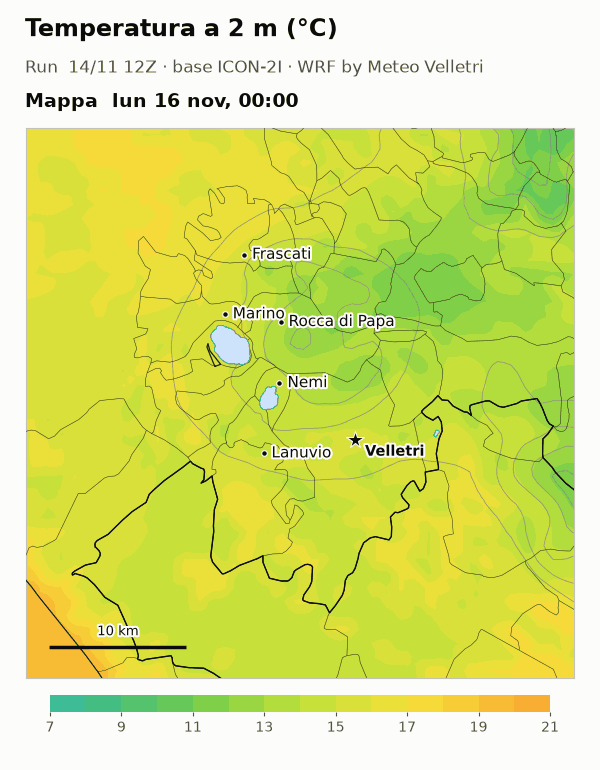 Temperatura a 2 m (°C)
Run  14/11 12Z · base ICON-2I · WRF by Meteo Velletri
Mappa  lun 16 nov, 00:00
Frascati
Marino
Rocca di Papa
Nemi
Velletri
Lanuvio
10 km
7 9 11 13 15 17 19 21